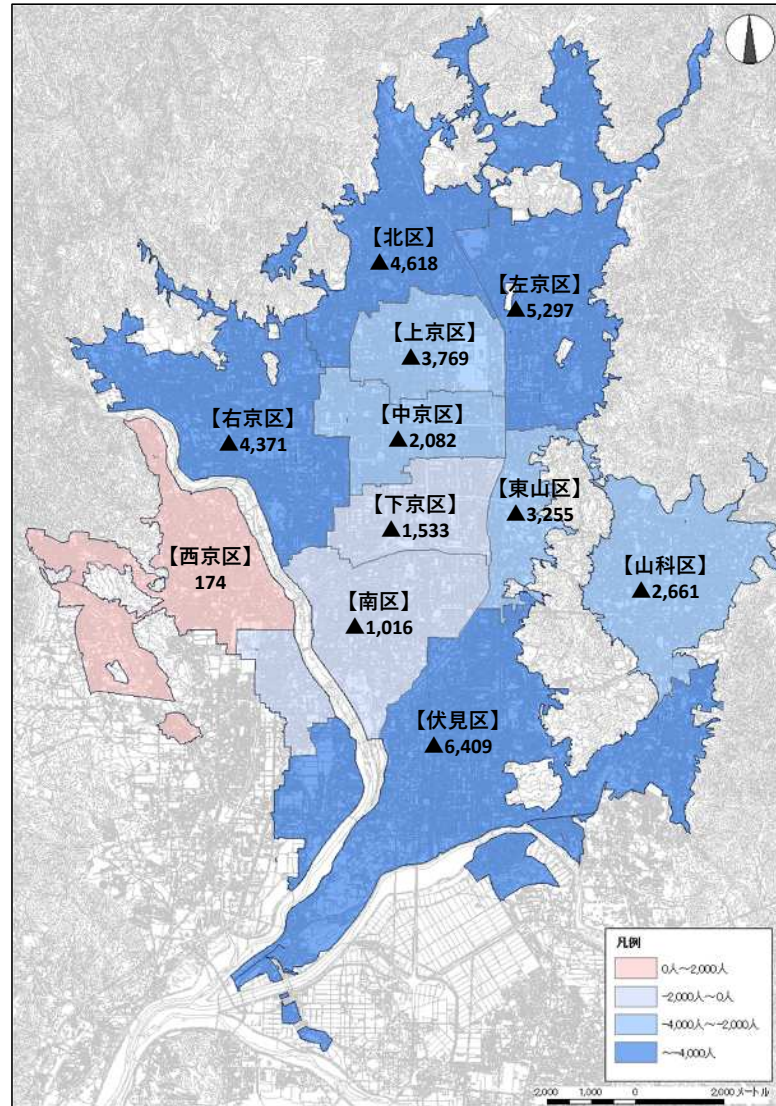 【北区】
▲4,618
【左京区】
▲5,297
【上京区】
▲3,769
【右京区】
▲4,371
【中京区】
▲2,082
【下京区】
▲1,533
【東山区】
▲3,255
【西京区】
174
【山科区】
▲2,661
【南区】
▲1,016
【伏見区】
▲6,409
凡例
0人～2,000人
-2,000人～0人
-4,000人～-2,000人
～-4,000人
2,000 1,000 0 2,000 メートル